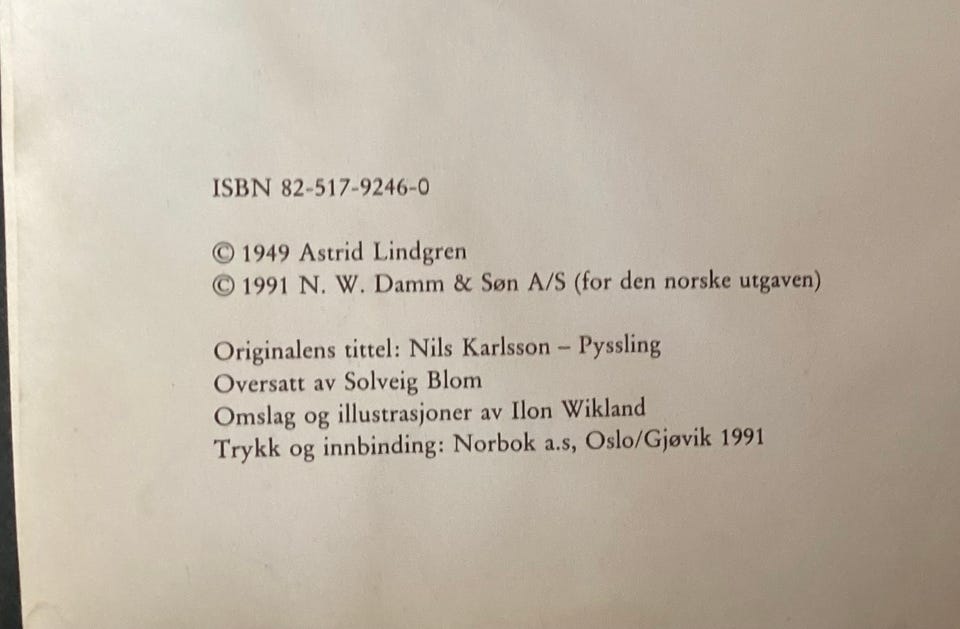 ISBN 82-517-9246-0
© 1949 Astrid Lindgren
© 1991 N. W. Damm & Søn A/S (for den norske utgaven)
Originalens tittel: Nils Karlsson – Pyssling
Oversatt av Solveig Blom
Omslag og illustrasjoner av Ilon Wikland
Trykk og innbinding: Norbok a.s, Oslo/Gjøvik 1991